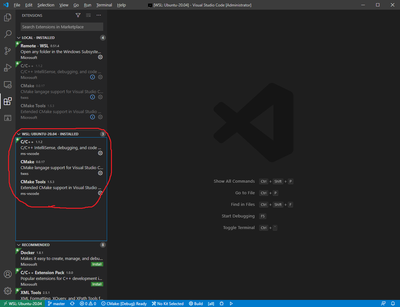 File Edit Selection View Go Run Terminal Help
[WSL: Ubuntu-20.04] - Visual Studio Code [Administrator]
EXTENSIONS
Search Extensions in Marketplace
LOCAL - INSTALLED
Remote - WSL
Open any folder in the Windows Subsyste...
Microsoft
C/C++
C/C++ IntelliSense, debugging, and code ...
Microsoft
CMake
CMake langage support for Visual Studio C...
twxs
CMake Tools
Extended CMake support in Visual Studio ...
Microsoft
WSL: UBUNTU-20.04 - INSTALLED
C/C++
C/C++ IntelliSense, debugging, and code ...
ms-vscode
CMake
CMake langage support for Visual Studio C...
twxs
CMake Tools
Extended CMake support in Visual Studio ...
ms-vscode
Show All Commands Ctrl + Shift + P
Go to File Ctrl + P
Find in Files Ctrl + Shift + F
Start Debugging F5
Toggle Terminal Ctrl +
RECOMMENDED
Docker
Makes it easy to create, manage, and debu...
Microsoft Install
C/C++ Extension Pack
Popular extensions for C++ development i...
Microsoft Install
XML Tools
XML Formatting, XQuery, and XPath Tools f...
WSL: Ubuntu-20.04 master CMake: [Debug]: Ready No Kit Selected Build [all]